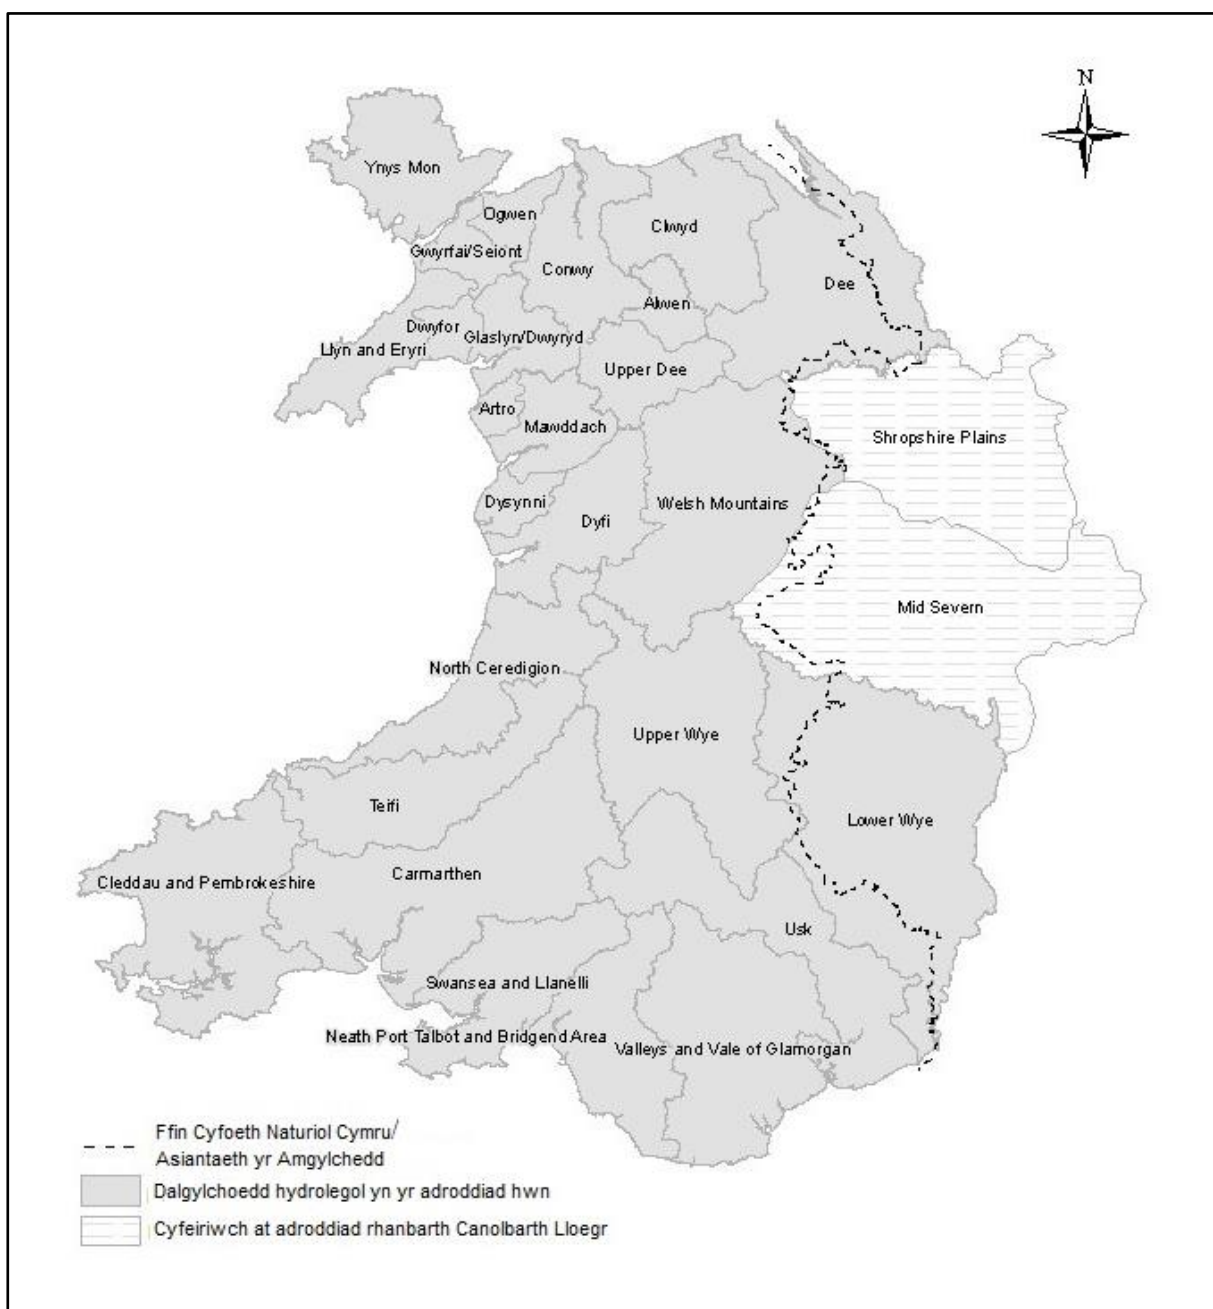 N
Ynys Mon
Ogwen
Clwyd
Gwyrfai/Seiont
Conwy
Dee
Alwen
Dwyfor
Glaslyn/Dwyryd
Llyn and Eryri
Upper Dee
Artro
Mawddach
Shropshire Plains
Dysynni
Welsh Mountains
Dyfi
Mid Severn
North Ceredigion
Upper Wye
Teifi
Lower Wye
Cleddau and Pembrokeshire
Carmarthen
Usk
Swansea and Llanelli
Neath Port Talbot and Bridgend Area
Valleys and Vale of Glamorgan
Ffin Cyfoeth Naturiol Cymru/
Asiantaeth yr Amgylchedd
Dalgylchoedd hydrolegol yn yr adroddiad hwn
Cyfeiriwch at adroddiad rhanbarth Canolbarth Lloegr